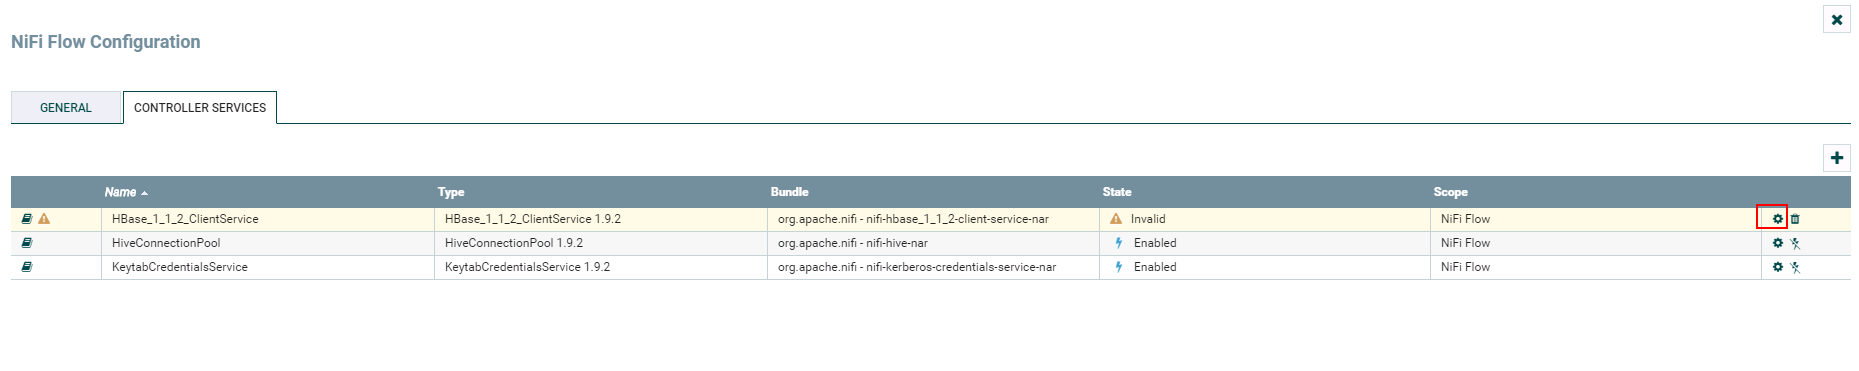 NiFi Flow Configuration
GENERAL CONTROLLER SERVICES
Name Type Bundle State Scope
HBase_1_1_2_ClientService HBase_1_1_2_ClientService 1.9.2 org.apache.nifi - nifi-hbase_1_1_2-client-service-nar Invalid NiFi Flow
HiveConnectionPool HiveConnectionPool 1.9.2 org.apache.nifi - nifi-hive-nar Enabled NiFi Flow
KeytabCredentialsService KeytabCredentialsService 1.9.2 org.apache.nifi - nifi-kerberos-credentials-service-nar Enabled NiFi Flow